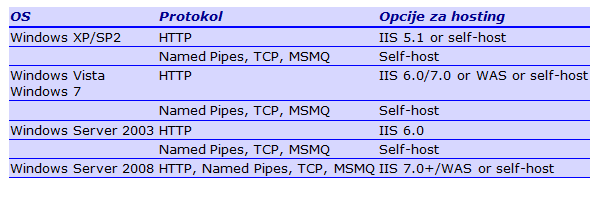 OS Protokol Opcije za hosting
Windows XP/SP2 HTTP IIS 5.1 or self-host
Named Pipes, TCP, MSMQ Self-host
Windows Vista HTTP IIS 6.0/7.0 or WAS or self-host
Windows 7
Named Pipes, TCP, MSMQ Self-host
Windows Server 2003 HTTP IIS 6.0
Named Pipes, TCP, MSMQ Self-host
Windows Server 2008 HTTP, Named Pipes, TCP, MSMQ IIS 7.0+/WAS or self-host